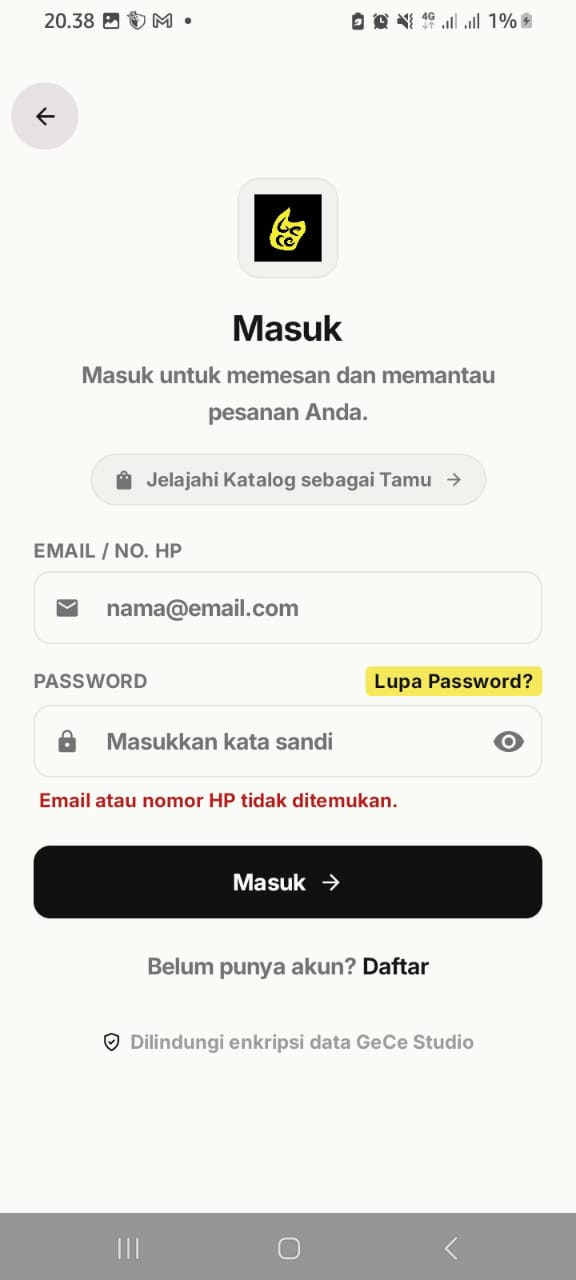 20.38
4G
1%
GeCe
Masuk
Masuk untuk memesan dan memantau
pesanan Anda.
Jelajahi Katalog sebagai Tamu →
EMAIL / NO. HP
nama@email.com
PASSWORD
Lupa Password?
Masukkan kata sandi
Email atau nomor HP tidak ditemukan.
Masuk →
Belum punya akun? Daftar
Dilindungi enkripsi data GeCe Studio